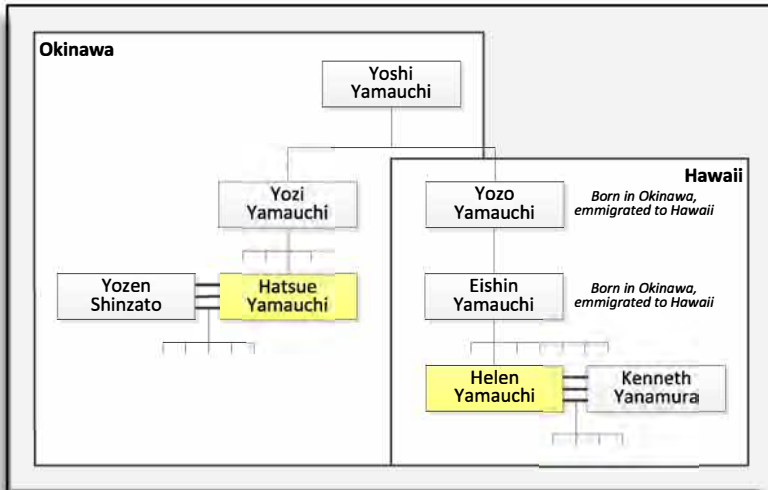 Okinawa
Yoshi
Yamauchi
Hawaii
Yozi
Yamauchi
Yozo
Yamauchi
Born in Okinawa,
emmigrated to Hawaii
Yozen
Shinzato
Hatsue
Yamauchi
Eishin
Yamauchi
Born in Okinawa,
emmigrated to Hawaii
Helen
Yamauchi
Kenneth
Yanamura